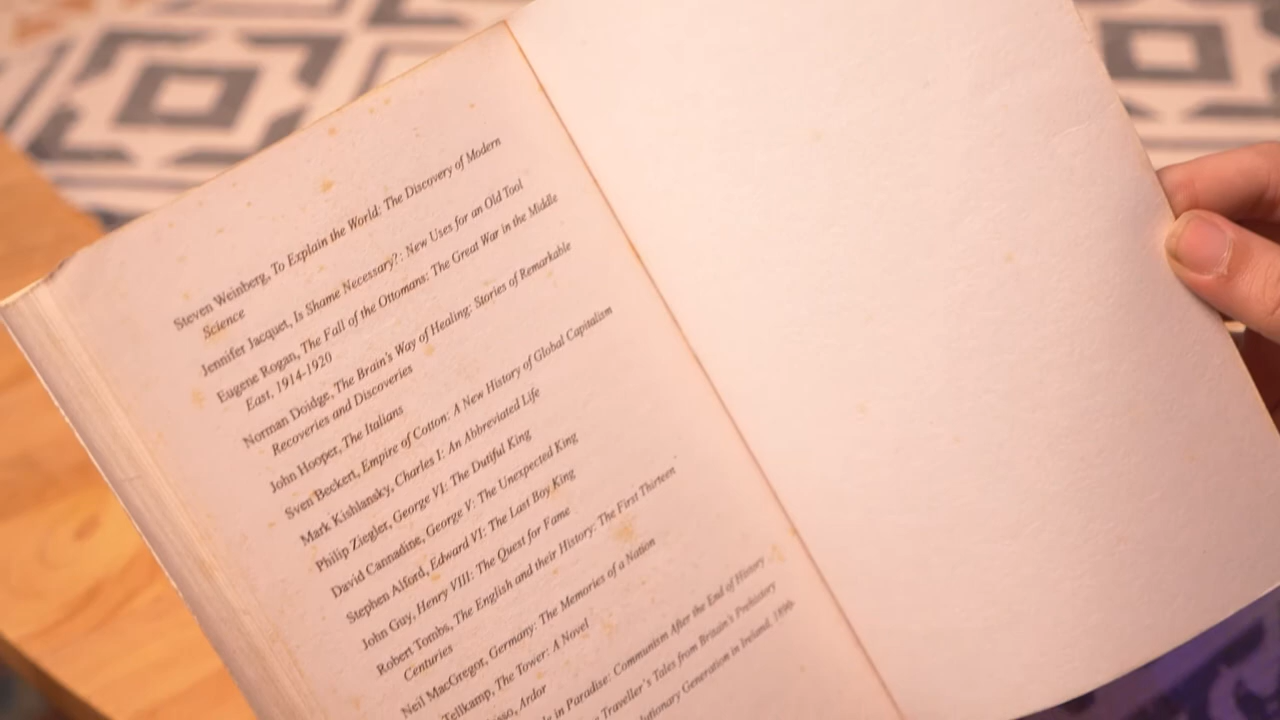 Steven Weinberg, To Explain the World: The Discovery of Modern
Science
Jennifer Jacquet, Is Shame Necessary?: New Uses for an Old Tool
Eugene Rogan, The Fall of the Ottomans: The Great War in the Middle
East, 1914-1920
Norman Doidge, The Brain's Way of Healing: Stories of Remarkable
Recoveries and Discoveries
John Hooper, The Italians
Sven Beckert, Empire of Cotton: A New History of Global Capitalism
Mark Kishlansky, Charles I: An Abbreviated Life
Philip Ziegler, George VI: The Dutiful King
David Cannadine, George V: The Unexpected King
Stephen Alford, Edward VI: The Last Boy King
John Guy, Henry VIII: The Quest for Fame
Robert Tombs, The English and their History: The First Thirteen
Centuries
Neil MacGregor, Germany: The Memories of a Nation
Tellkamp, The Tower: A Novel
Ardor
in Paradise: Communism After the End of History
Traveller's Tales from Britain's Prehistory
Generation in Ireland, 1890-